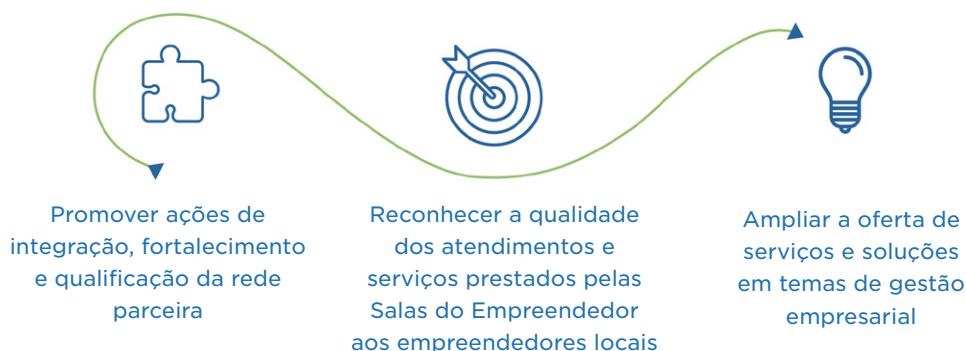 Promover ações de
integração, fortalecimento
e qualificação da rede
parceira
Reconhecer a qualidade
dos atendimentos e
serviços prestados pelas
Salas do Empreendedor
aos empreendedores locais
Ampliar a oferta de
serviços e soluções
em temas de gestão
empresarial